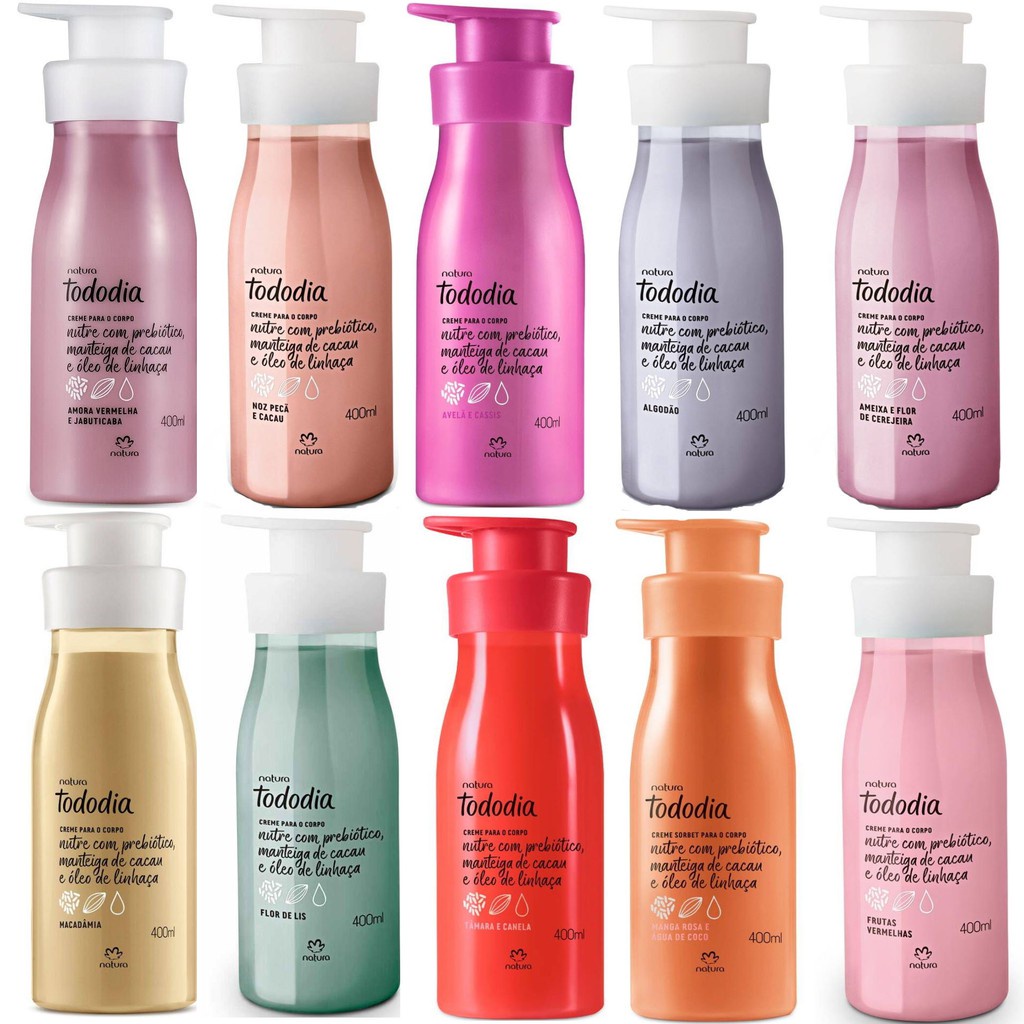 natura
Tododia
CREME PARA O CORPO
nutre com prebiótico,
manteiga de cacau
e óleo de linhaça
AMORA VERMELHA
E JABUTICABA
400ml
natura
natura
Tododia
CREME PARA O CORPO
nutre com prebiótico,
manteiga de cacau
e óleo de linhaça
NOZ PECÃ
E CACAU
400ml
natura
natura
Tododia
CREME PARA O CORPO
nutre com prebiótico,
manteiga de cacau
e óleo de linhaça
AVELÃ E CASSIS
400ml
natura
natura
Tododia
CREME PARA O CORPO
nutre com prebiótico,
manteiga de cacau
e óleo de linhaça
ALGODÃO
400ml
natura
natura
Tododia
CREME PARA O CORPO
nutre com prebiótico,
manteiga de cacau
e óleo de linhaça
AMEIXA E FLOR
DE CEREJEIRA
400ml
natura
natura
Tododia
CREME PARA O CORPO
nutre com prebiótico,
manteiga de cacau
e óleo de linhaça
MACADÂMIA
400ml
natura
natura
Tododia
CREME PARA O CORPO
nutre com prebiótico,
manteiga de cacau
e óleo de linhaça
FLOR DE LIS
400ml
natura
natura
Tododia
CREME PARA O CORPO
nutre com prebiótico,
manteiga de cacau
e óleo de linhaça
TÂMARA E CANELA
400ml
natura
natura
Tododia
CREME SORBET PARA O CORPO
nutre com prebiótico,
manteiga de cacau
e óleo de linhaça
MANGA ROSA E
ÁGUA DE COCO
400ml
natura
natura
Tododia
CREME PARA O CORPO
nutre com prebiótico,
manteiga de cacau
e óleo de linhaça
FRUTAS
VERMELHAS
400ml
natura